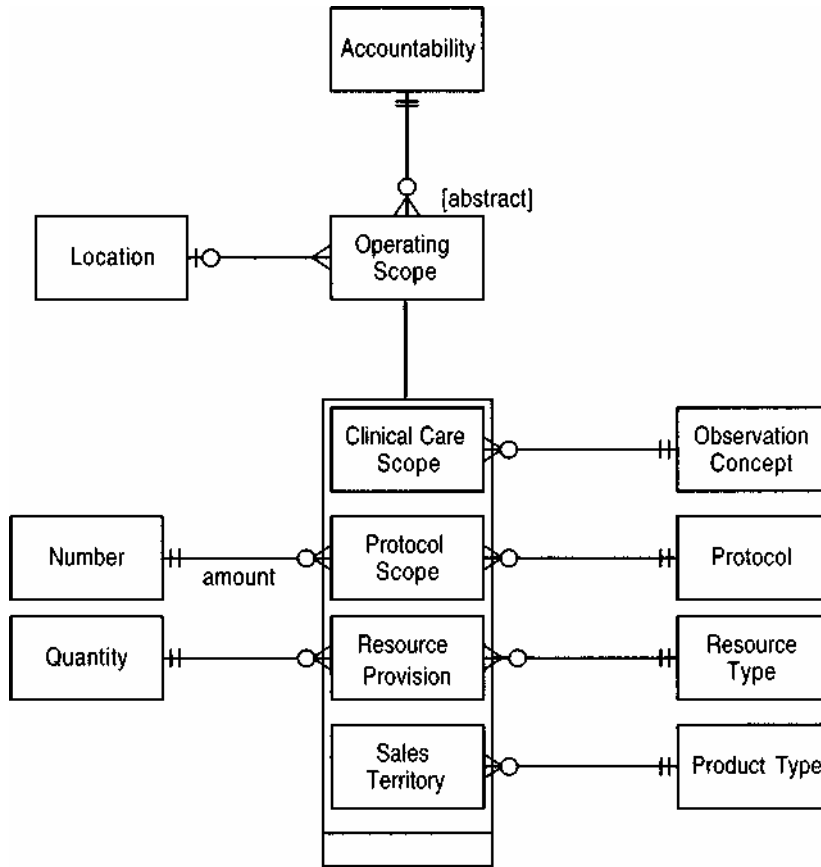 Accountability
[abstract]
Location
Operating
Scope
Clinical Care
Scope
Observation
Concept
Number
amount
Protocol
Scope
Protocol
Quantity
Resource
Provision
Resource
Type
Sales
Territory
Product Type